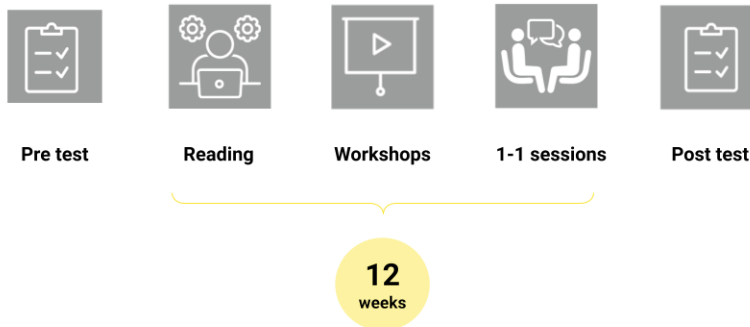 Pre test
Reading
Workshops
1-1 sessions
Post test
12
weeks